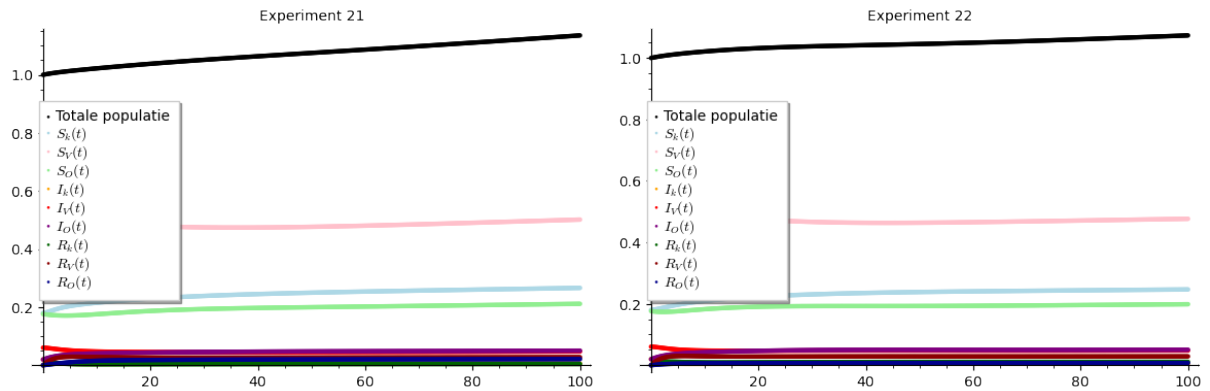 Experiment 21
1.0
0.8
0.6
0.4
0.2
20
40
60
80
100
Totale populatie
S_k(t)
S_V(t)
S_O(t)
I_k(t)
I_V(t)
I_O(t)
R_k(t)
R_V(t)
R_O(t)
Experiment 22
1.0
0.8
0.6
0.4
0.2
20
40
60
80
100
Totale populatie
S_k(t)
S_V(t)
S_O(t)
I_k(t)
I_V(t)
I_O(t)
R_k(t)
R_V(t)
R_O(t)